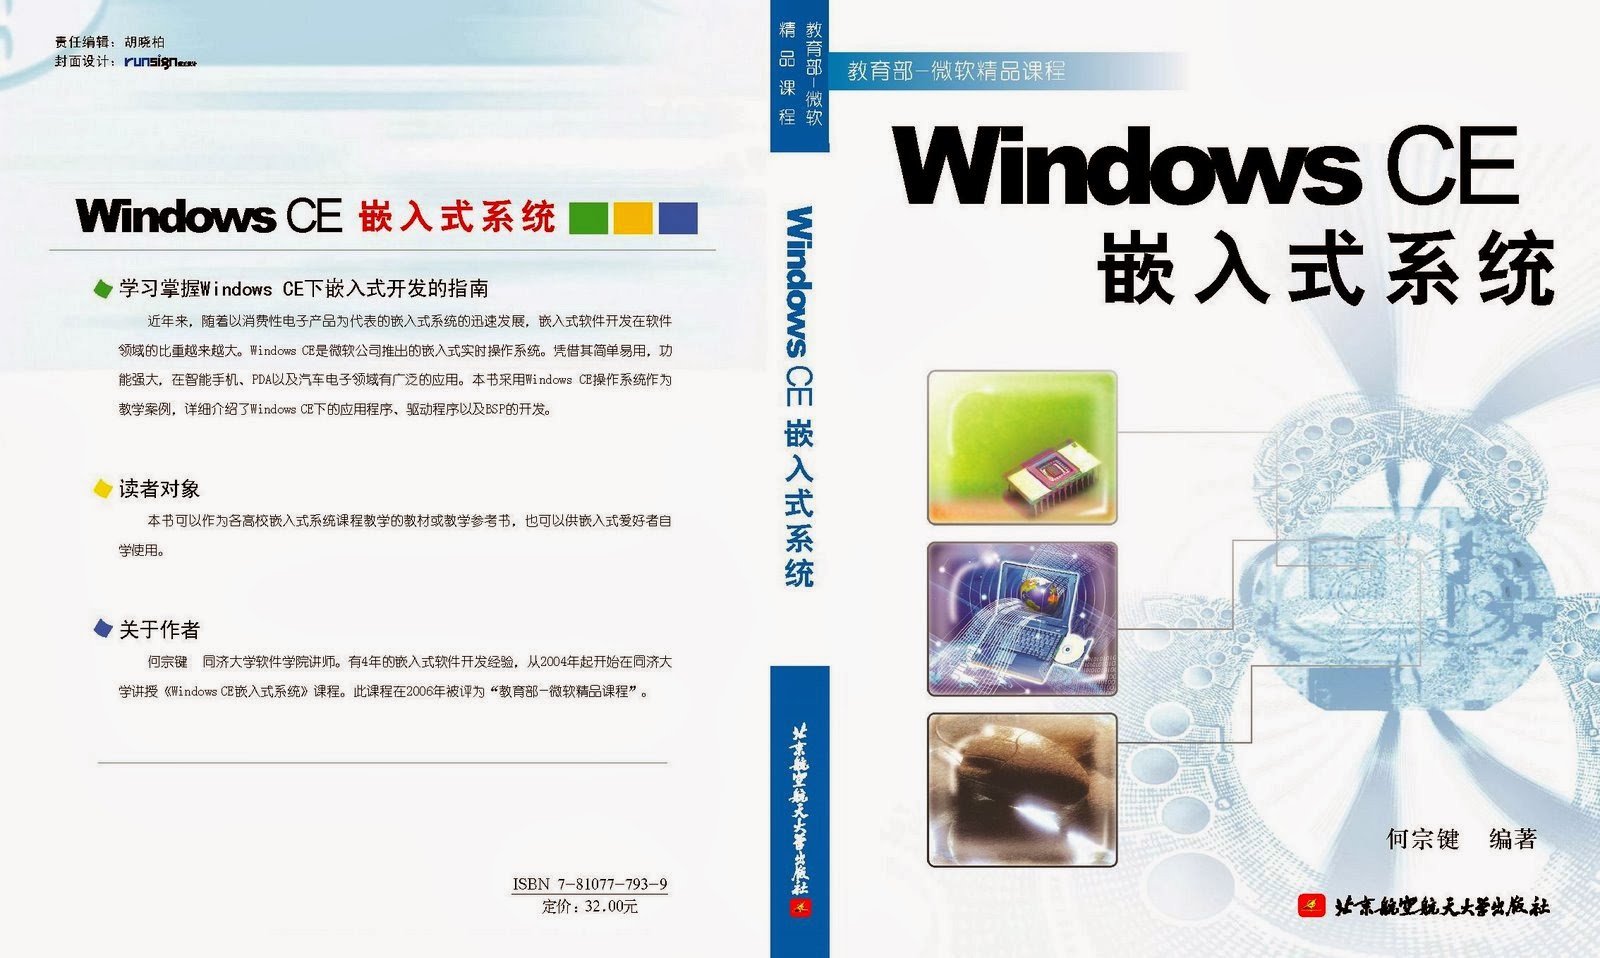 责任编辑：胡晓柏
封面设计：runsign
Windows CE 嵌入式系统
学习掌握Windows CE下嵌入式开发的指南
近年来，随着以消费性电子产品为代表的嵌入式系统的迅速发展，嵌入式软件开发在软件
领域的比重越来越大。Windows CE是微软公司推出的嵌入式实时操作系统。凭借其简单易用，功
能强大，在智能手机、PDA以及汽车电子领域有广泛的应用。本书采用Windows CE操作系统作为
教学案例，详细介绍了Windows CE下的应用程序、驱动程序以及BSP的开发。
读者对象
本书可以作为各高校嵌入式系统课程教学的教材或教学参考书，也可以供嵌入式爱好者自
学使用。
关于作者
何宗键 同济大学软件学院讲师。有4年的嵌入式软件开发经验，从2004年起开始在同济大
学讲授《Windows CE嵌入式系统》课程。此课程在2006年被评为“教育部-微软精品课程”。
ISBN 7-81077-793-9
定价：32.00元
教育部-微软
精品课程
Windows CE 嵌入式系统
北京航空航天大学出版社
教育部-微软精品课程
Windows CE
嵌入式系统
何宗键 编著
北京航空航天大学出版社